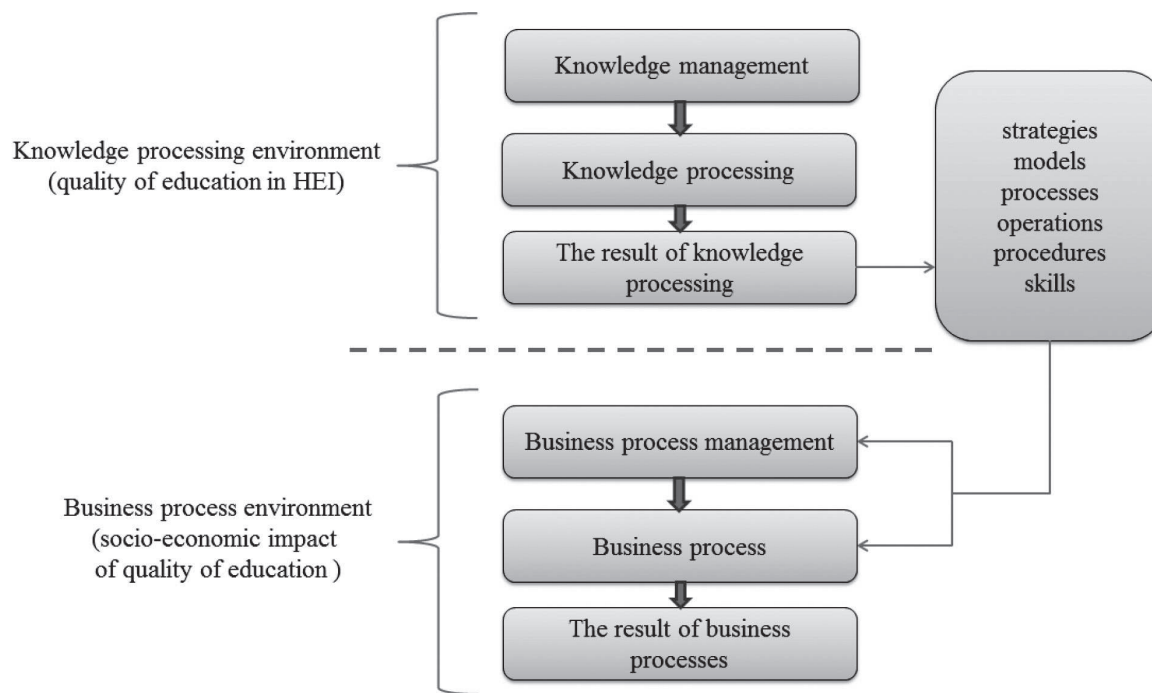 Knowledge management
Knowledge processing environment
(quality of education in HEI)
Knowledge processing
The result of knowledge
processing
strategies
models
processes
operations
procedures
skills
Business process management
Business process environment
(socio-economic impact
of quality of education )
Business process
The result of business
processes